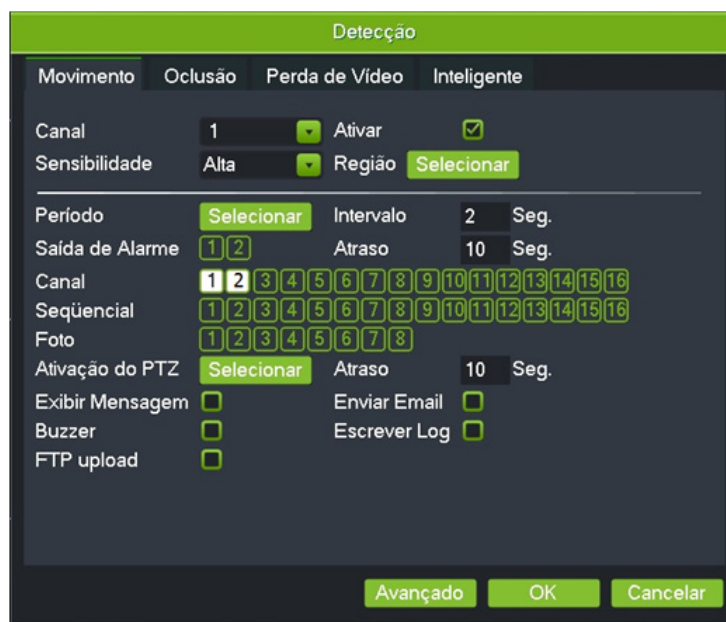 Detecção
Movimento Oclusão Perda de Vídeo Inteligente
Canal 1 Ativar
Sensibilidade Alta Região Selecionar
Período Selecionar Intervalo 2 Seg.
Saída de Alarme 1 2 Atraso 10 Seg.
Canal 1 2 3 4 5 6 7 8 9 10 11 12 13 14 15 16
Seqüencial 1 2 3 4 5 6 7 8 9 10 11 12 13 14 15 16
Foto 1 2 3 4 5 6 7 8
Ativação do PTZ Selecionar Atraso 10 Seg.
Exibir Mensagem Enviar Email
Buzzer Escrever Log
FTP upload
Avançado OK Cancelar